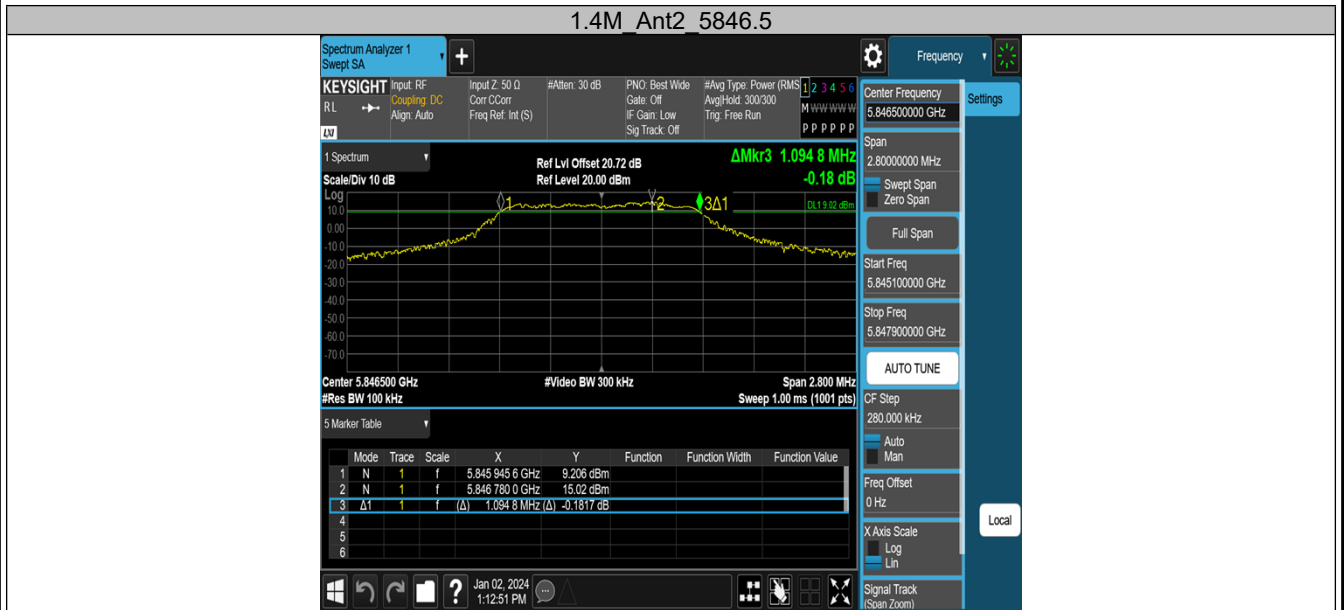 1.4M_Ant2_5846.5
Spectrum Analyzer 1
Swept SA
+
Frequency
KEYSIGHT
RL
LXI
Input: RF
Coupling: DC
Align: Auto
Input Z: 50 Ω
Corr CCorr
Freq Ref: Int (S)
#Atten: 30 dB
PNO: Best Wide
Gate: Off
IF Gain: Low
Sig Track: Off
#Avg Type: Power (RMS
Avg|Hold: 300/300
Trig: Free Run
1 2 3 4 5 6
M W W W W W
P P P P P P
1 Spectrum
Scale/Div 10 dB
Ref Lvl Offset 20.72 dB
Ref Level 20.00 dBm
ΔMkr3 1.094 8 MHz
-0.18 dB
Log
1
2
3Δ1
DL1 9.02 dBm
10.0
0.00
-10.0
-20.0
-30.0
-40.0
-50.0
-60.0
-70.0
Center 5.846500 GHz
#Video BW 300 kHz
Span 2.800 MHz
#Res BW 100 kHz
Sweep 1.00 ms (1001 pts)
5 Marker Table
Mode Trace Scale X Y Function Function Width Function Value
1 N 1 f 5.845 945 6 GHz 9.206 dBm
2 N 1 f 5.846 780 0 GHz 15.02 dBm
3 Δ1 1 f (Δ) 1.094 8 MHz (Δ) -0.1817 dB
4
5
6
?
Jan 02, 2024
1:12:51 PM
Center Frequency
5.846500000 GHz
Settings
Span
2.80000000 MHz
Swept Span
Zero Span
Full Span
Start Freq
5.845100000 GHz
Stop Freq
5.847900000 GHz
AUTO TUNE
CF Step
280.000 kHz
Auto
Man
Freq Offset
0 Hz
X Axis Scale
Log
Lin
Signal Track
(Span Zoom)
Local